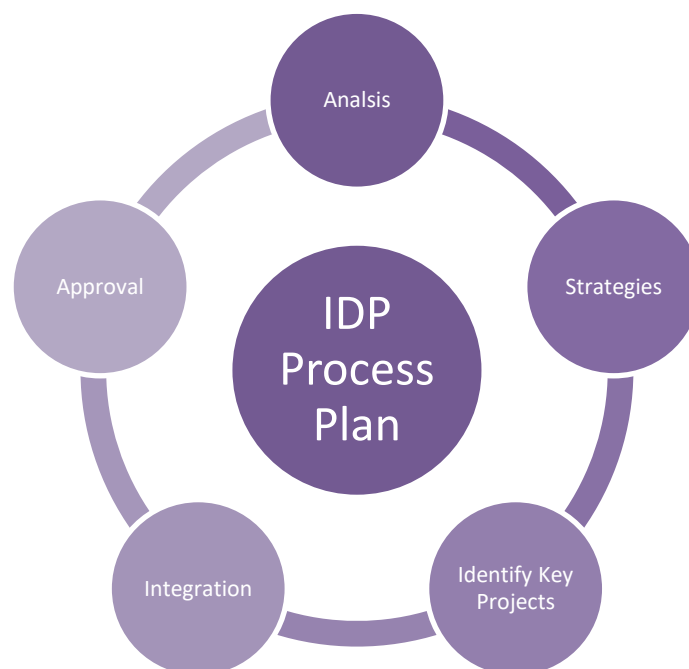 Analsis
Strategies
Identify Key
Projects
Integration
Approval
IDP
Process
Plan